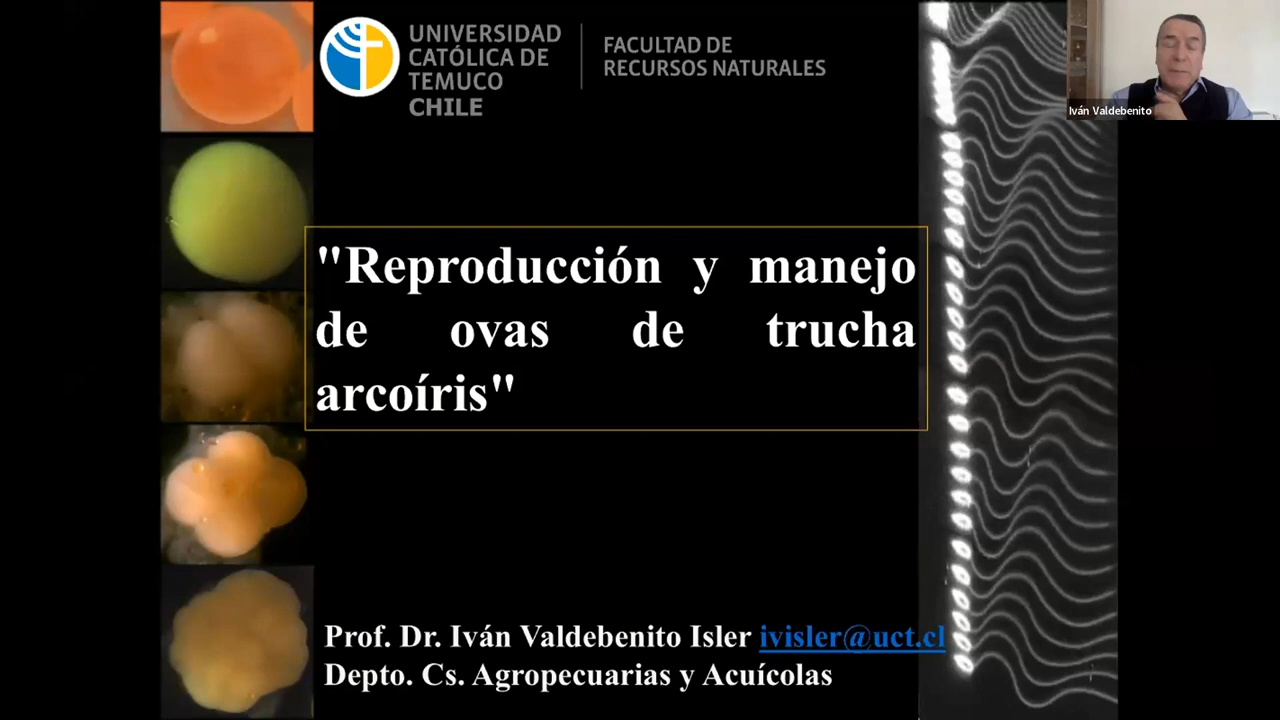 UNIVERSIDAD
CATÓLICA DE
TEMUCO
CHILE
FACULTAD DE
RECURSOS NATURALES
Iván Valdebenito
"Reproducción y manejo
de ovas de trucha
arcoíris"
Prof. Dr. Iván Valdebenito Isler ivisler@uct.cl
Depto. Cs. Agropecuarias y Acuícolas